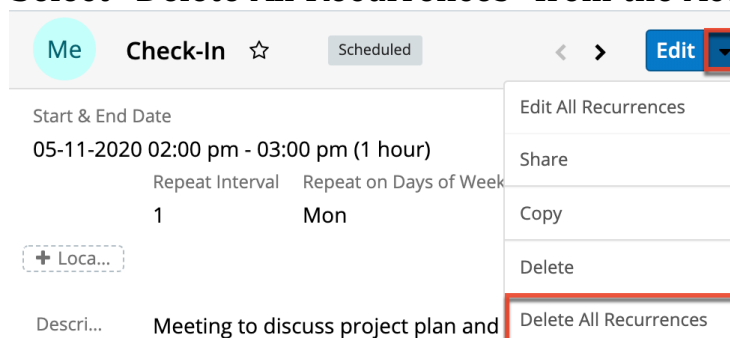 Select "Delete All Recurrences" from the
Me Check-In Scheduled Edit
Start & End Date
05-11-2020 02:00 pm - 03:00 pm (1 hour)
Repeat Interval Repeat on Days of Week
1 Mon
+ Loca...
Descri... Meeting to discuss project plan and
Edit All Recurrences
Share
Copy
Delete
Delete All Recurrences